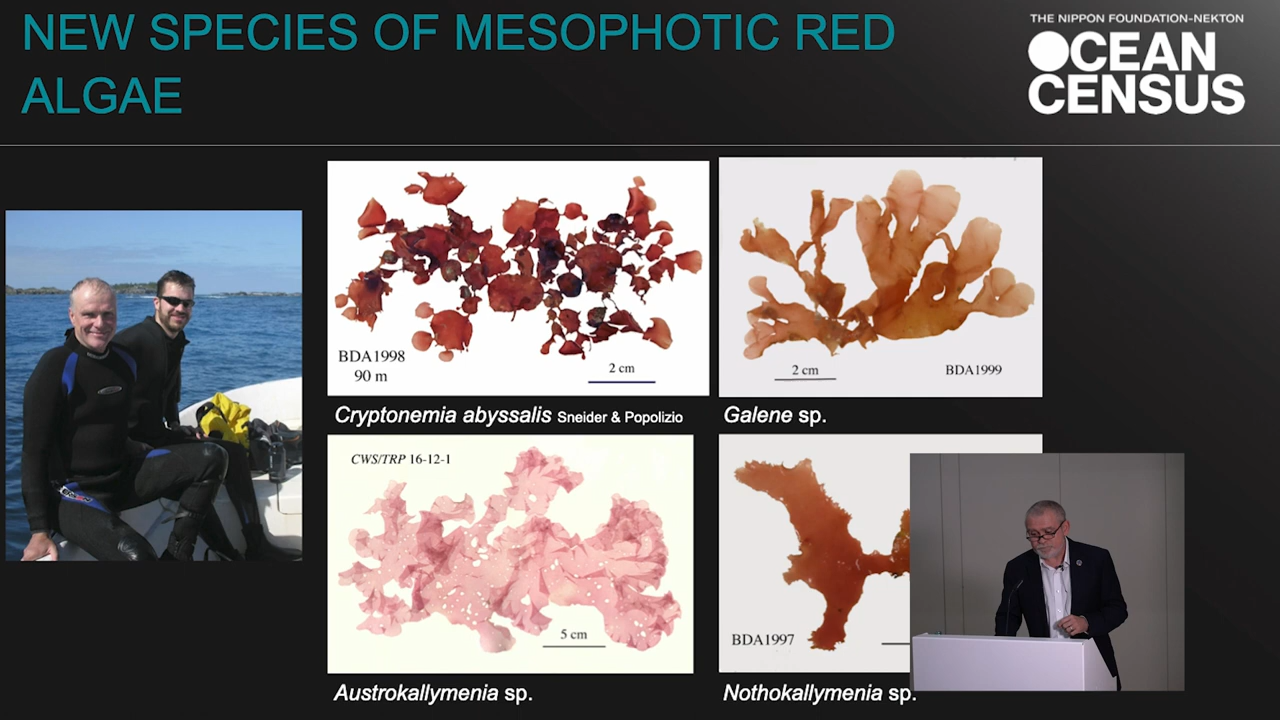 NEW SPECIES OF MESOPHOTIC RED
ALGAE
THE NIPPON FOUNDATION-NEKTON
OCEAN
CENSUS
BDA1998
90 m
2 cm
Cryptonemia abyssalis Sneider & Popolizio
2 cm
BDA1999
Galene sp.
CWS/TRP 16-12-1
5 cm
Austrokallymenia sp.
BDA1997
Nothokallymenia sp.